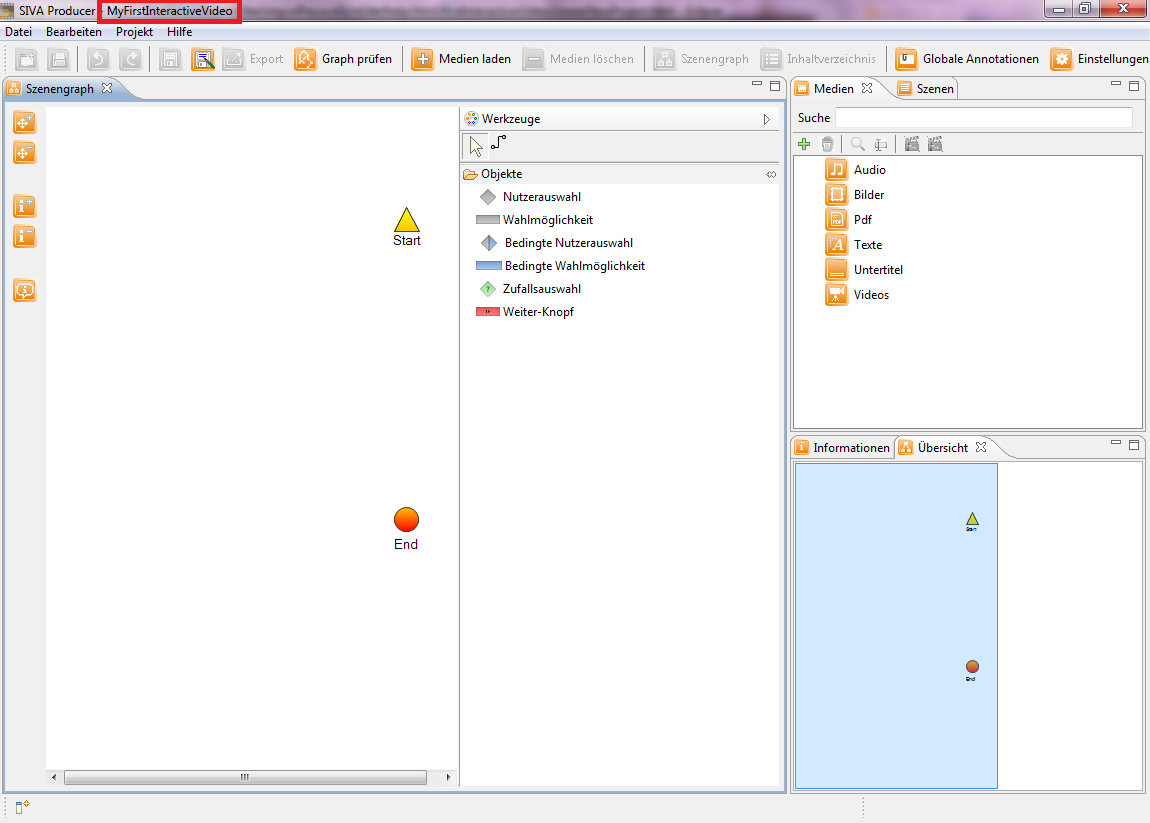 SIVA Producer - MyFirstInteractiveVideo
Datei Bearbeiten Projekt Hilfe
Export Graph prüfen Medien laden Medien löschen Szenengraph Inhaltverzeichnis Globale Annotationen Einstellungen
Szenengraph
Start
End
Werkzeuge
Objekte
Nutzerauswahl
Wahlmöglichkeit
Bedingte Nutzerauswahl
Bedingte Wahlmöglichkeit
Zufallsauswahl
Weiter-Knopf
Medien Szenen
Suche
Audio
Bilder
Pdf
Texte
Untertitel
Videos
Informationen Übersicht
Start
End